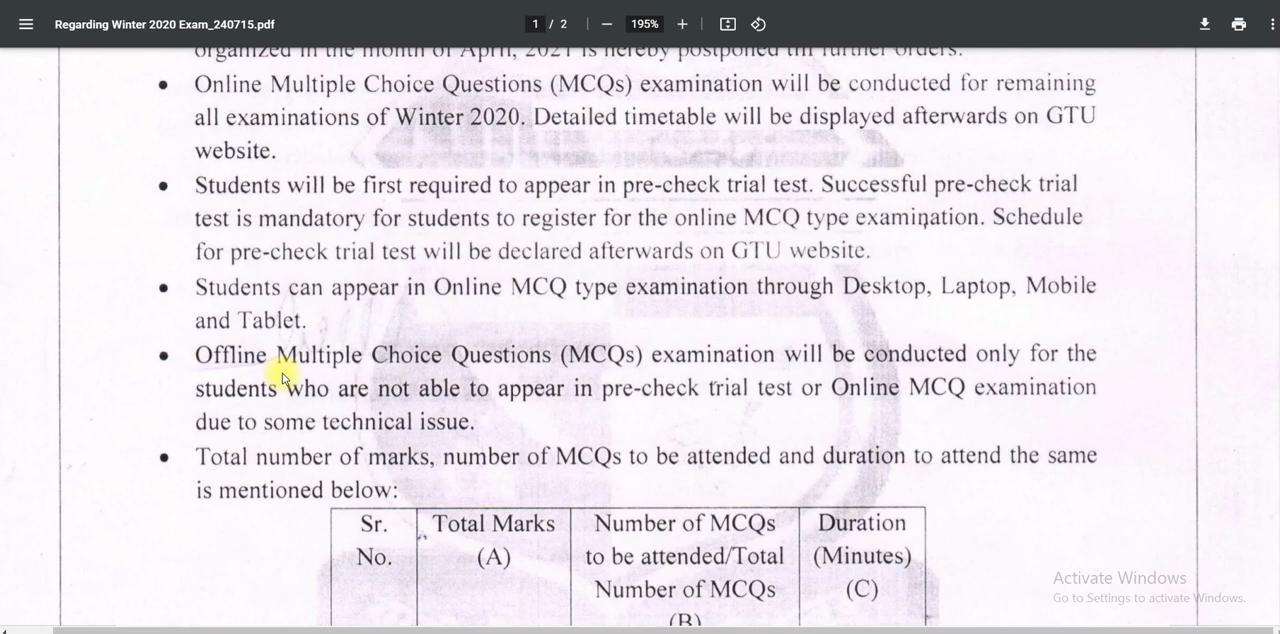 Regarding Winter 2020 Exam_240715.pdf
1 / 2
195%
organized in the month of April, 2021 is hereby postponed till further orders.
• Online Multiple Choice Questions (MCQs) examination will be conducted for remaining
all examinations of Winter 2020. Detailed timetable will be displayed afterwards on GTU
website.
• Students will be first required to appear in pre-check trial test. Successful pre-check trial
test is mandatory for students to register for the online MCQ type examination. Schedule
for pre-check trial test will be declared afterwards on GTU website.
• Students can appear in Online MCQ type examination through Desktop, Laptop, Mobile
and Tablet.
• Offline Multiple Choice Questions (MCQs) examination will be conducted only for the
students who are not able to appear in pre-check trial test or Online MCQ examination
due to some technical issue.
• Total number of marks, number of MCQs to be attended and duration to attend the same
is mentioned below:
Sr. Total Marks Number of MCQs Duration
No. (A) to be attended/Total (Minutes)
Number of MCQs (C)
(B)
Activate Windows
Go to Settings to activate Windows.